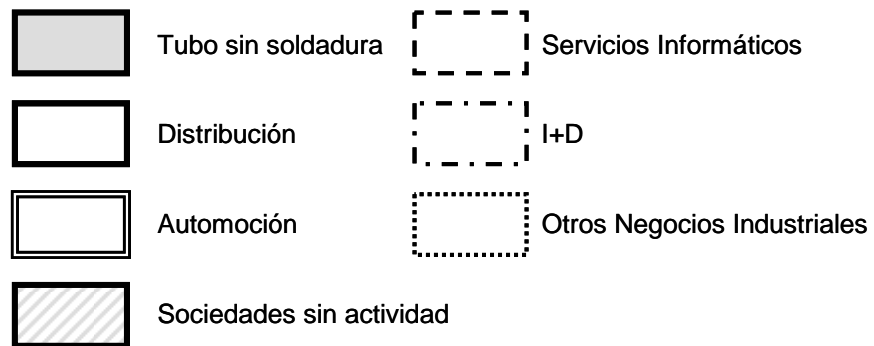 Tubo sin soldadura
Servicios Informáticos
Distribución
I+D
Automoción
Otros Negocios Industriales
Sociedades sin actividad